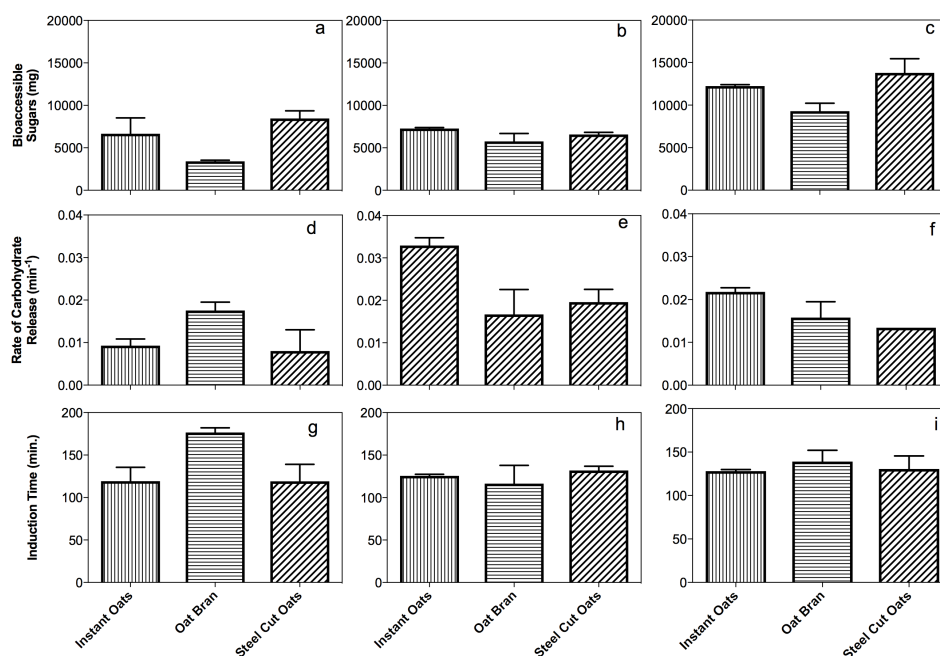 Bioaccessible
Sugars (mg)
20000
15000
10000
5000
0
a
20000
15000
10000
5000
0
b
20000
15000
10000
5000
0
c
Rate of Carbohydrate
Release (min⁻¹)
0.04
0.03
0.02
0.01
0.00
d
0.04
0.03
0.02
0.01
0.00
e
0.04
0.03
0.02
0.01
0.00
f
Induction Time (min.)
200
150
100
50
0
g
200
150
100
50
0
h
200
150
100
50
0
i
Instant Oats
Oat Bran
Steel Cut Oats
Instant Oats
Oat Bran
Steel Cut Oats
Instant Oats
Oat Bran
Steel Cut Oats